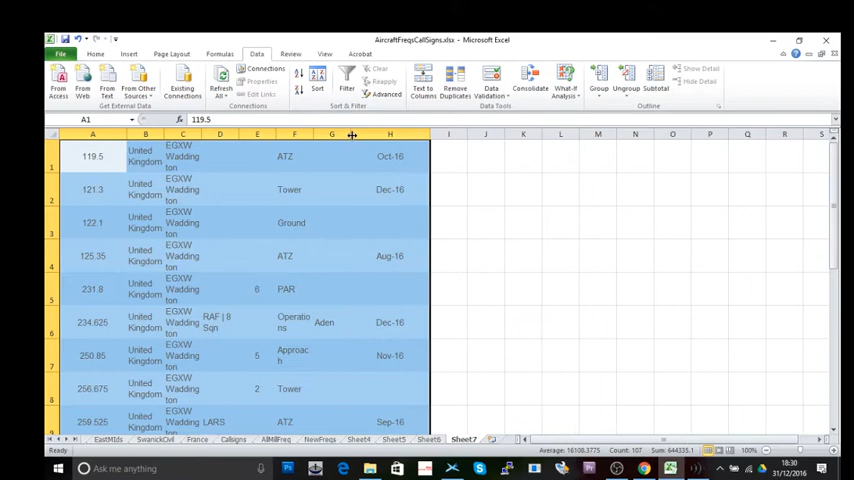 AircraftFreqsCallSigns.xlsx - Microsoft Excel
File Home Insert Page Layout Formulas Data Review View Acrobat
From Access From Web From Text From Other Sources Existing Connections Refresh All Connections Properties Edit Links Sort Filter Clear Reapply Advanced Text to Columns Remove Duplicates Data Validation Consolidate What-If Analysis Group Ungroup Subtotal Show Detail Hide Detail
Get External Data Connections Sort & Filter Data Tools Outline
A1 fx 119.5
A B C D E F G H I J K L M N O P Q R S
1 119.5 United Kingdom EGXW Waddington ATZ Oct-16
2 121.3 United Kingdom EGXW Waddington Tower Dec-16
3 122.1 United Kingdom EGXW Waddington Ground
4 125.35 United Kingdom EGXW Waddington ATZ Aug-16
5 231.8 United Kingdom EGXW Waddington 6 PAR
6 234.625 United Kingdom EGXW Waddington RAF | 8 Sqn Operations Aden Dec-16
7 250.85 United Kingdom EGXW Waddington 5 Approach Nov-16
8 256.675 United Kingdom EGXW Waddington 2 Tower
9 259.525 United Kingdom EGXW Waddington LARS ATZ Sep-16
EastMids SwanickCivil France Callsigns AllMilFreq NewFreqs Sheet4 Sheet5 Sheet6 Sheet7
Ready Average: 16108.3775 Count: 107 Sum: 644335.1 100%
Ask me anything
18:30
31/12/2016